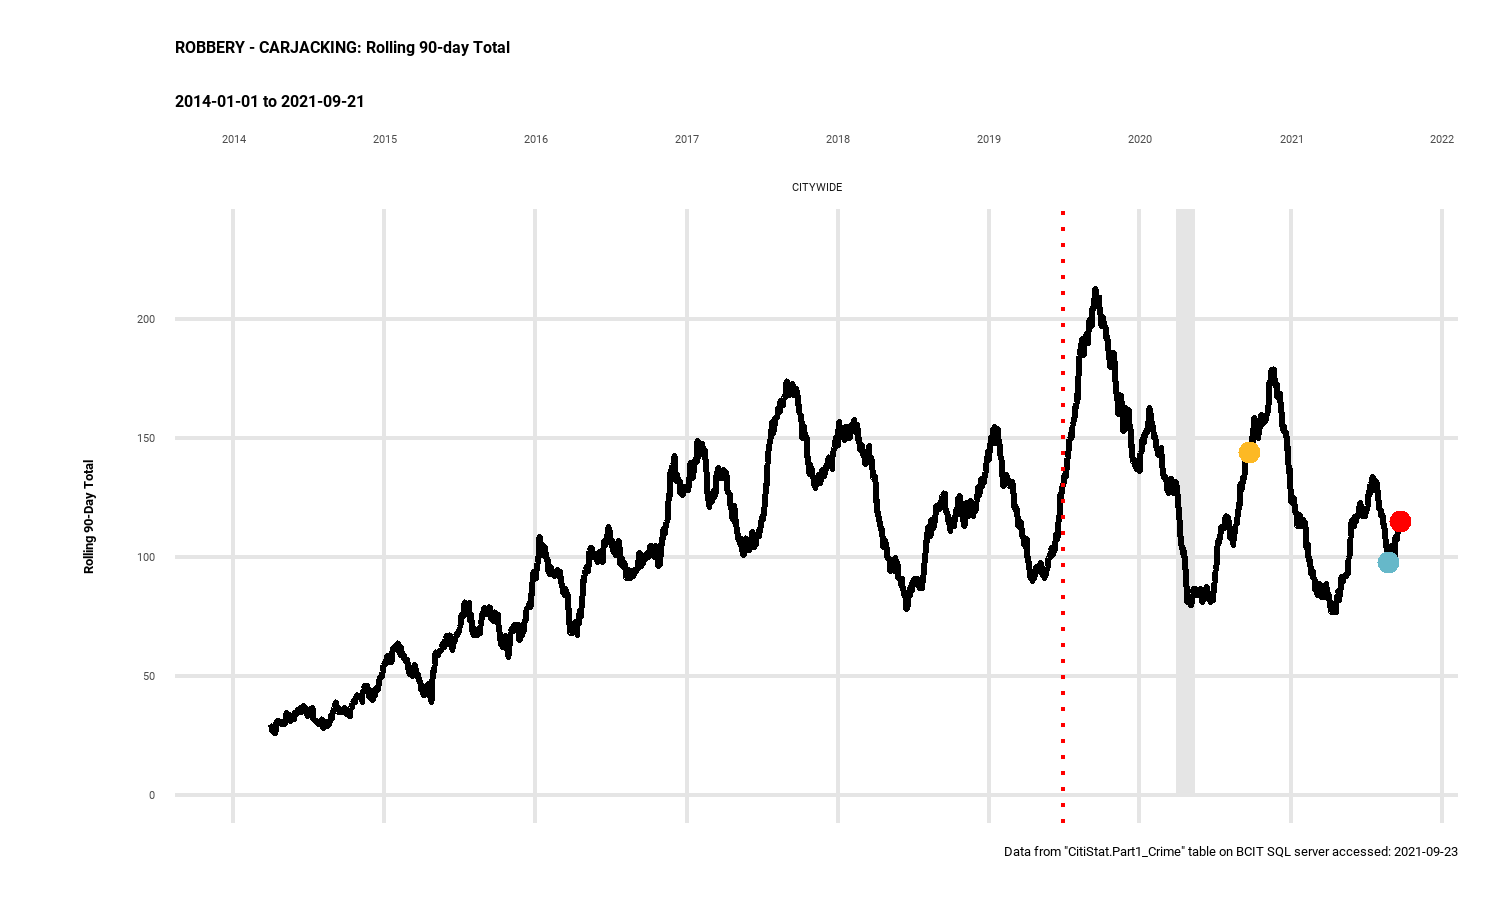 ROBBERY - CARJACKING: Rolling 90-day Total
2014-01-01 to 2021-09-21
2014 2015 2016 2017 2018 2019 2020 2021 2022
CITYWIDE
200
150
100
50
0
Rolling 90-Day Total
Data from "CitiStat.Part1_Crime" table on BCIT SQL server accessed: 2021-09-23